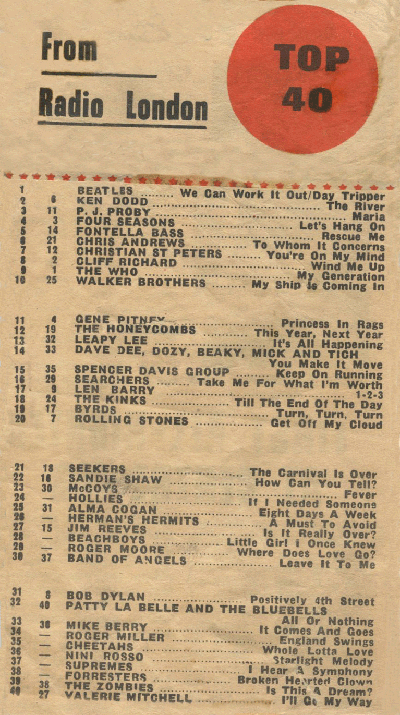 From
TOP
Radio London
40
1 BEATLES ...... We Can Work It Out/Day Tripper
2 6 KEN DODD ...... The River
3 11 P. J. PROBY ...... Maria
4 3 FOUR SEASONS ...... Let's Hang On
5 14 FONTELLA BASS ...... Rescue Me
6 21 CHRIS ANDREWS ...... To Whom It Concerns
7 12 CHRISTIAN ST PETERS ...... You're On My Mind
8 2 CLIFF RICHARD ...... Wind Me Up
9 1 THE WHO ...... My Generation
10 25 WALKER BROTHERS ...... My Ship is Coming In
11 4 GENE PITNEY ...... Princess In Rags
12 19 THE HONEYCOMBS ...... This Year, Next Year
13 32 LEAPY LEE ...... It's All Happening
14 33 DAVE DEE, DOZY, BEAKY, MICK AND TICH
You Make It Move
15 35 SPENCER DAVIS GROUP ...... Keep On Running
16 29 SEARCHERS ...... Take Me For What I'm Worth
17 9 LEN BARRY ...... 1-2-3
18 24 THE KINKS ...... Till The End Of The Day
19 17 BYRDS ...... Turn, Turn, Turn
20 7 ROLLING STONES ...... Get Off My Cloud
21 18 SEEKERS ...... The Carnival Is Over
22 16 SANDIE SHAW ...... How Can You Tell?
23 30 McCOYS ...... Fever
24 — HOLLIES ...... If I Needed Someone
25 31 ALMA COGAN ...... Eight Days A Week
26 — HERMAN'S HERMITS ...... A Must To Avoid
27 15 JIM REEVES ...... Is It Really Over?
28 — BEACHBOYS ...... Little Girl I Once Knew
29 — ROGER MOORE ...... Where Does Love Go?
30 37 BAND OF ANGELS ...... Leave It To Me
31 8 BOB DYLAN ...... Positively 4th Street
32 40 PATTY LA BELLE AND THE BLUEBELLS
All Or Nothing
33 36 MIKE BERRY ...... It Comes And Goes
34 — ROGER MILLER ...... England Swings
35 — CHEETAHS ...... Whole Lotta Love
36 — NINI ROSSO ...... Starlight Melody
37 — SUPREMES ...... I Hear A Symphony
38 — FORRESTERS ...... Broken Hearted Clown
39 38 THE ZOMBIES ...... Is This A Dream?
40 27 VALERIE MITCHELL ...... I'll Go My Way